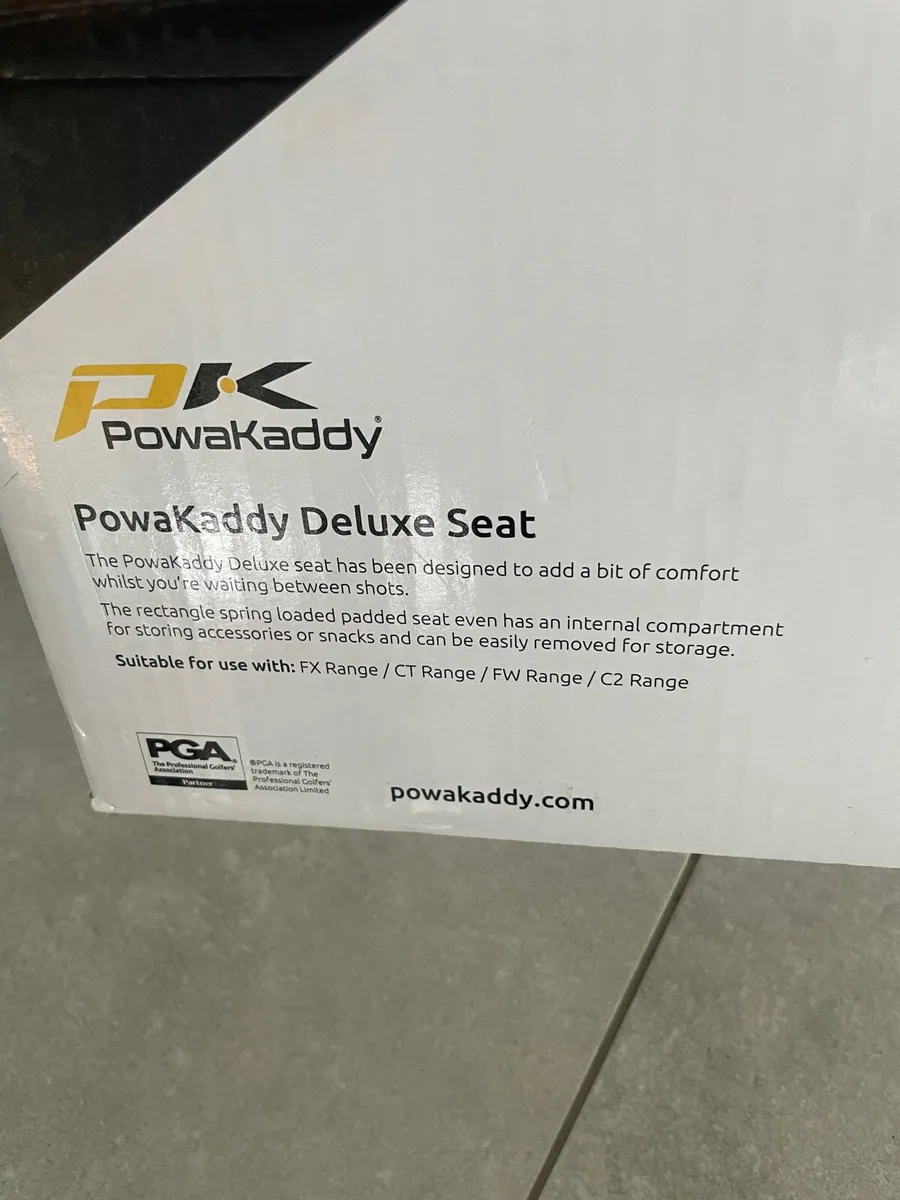 PK
PowaKaddy®
PowaKaddy Deluxe Seat
The PowaKaddy Deluxe seat has been designed to add a bit of comfort
whilst you're waiting between shots.
The rectangle spring loaded padded seat even has an internal compartment
for storing accessories or snacks and can be easily removed for storage.
Suitable for use with: FX Range / CT Range / FW Range / C2 Range
PGA®
The Professional Golfers'
Association
Partner
®PGA is a registered
trademark of The
Professional Golfers'
Association Limited
powakaddy.com